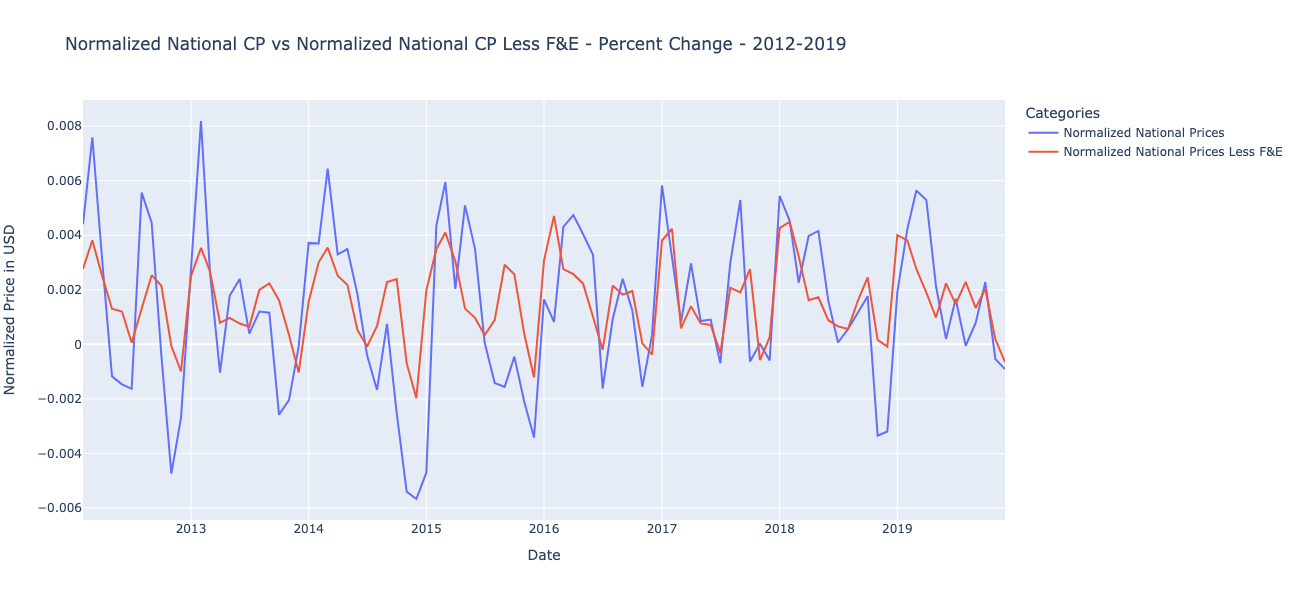 Normalized National CP vs Normalized National CP Less F&E - Percent Change - 2012-2019
Categories
Normalized National Prices
Normalized National Prices Less F&E
Normalized Price in USD
0.008
0.006
0.004
0.002
0
−0.002
−0.004
−0.006
2013
2014
2015
2016
2017
2018
2019
Date